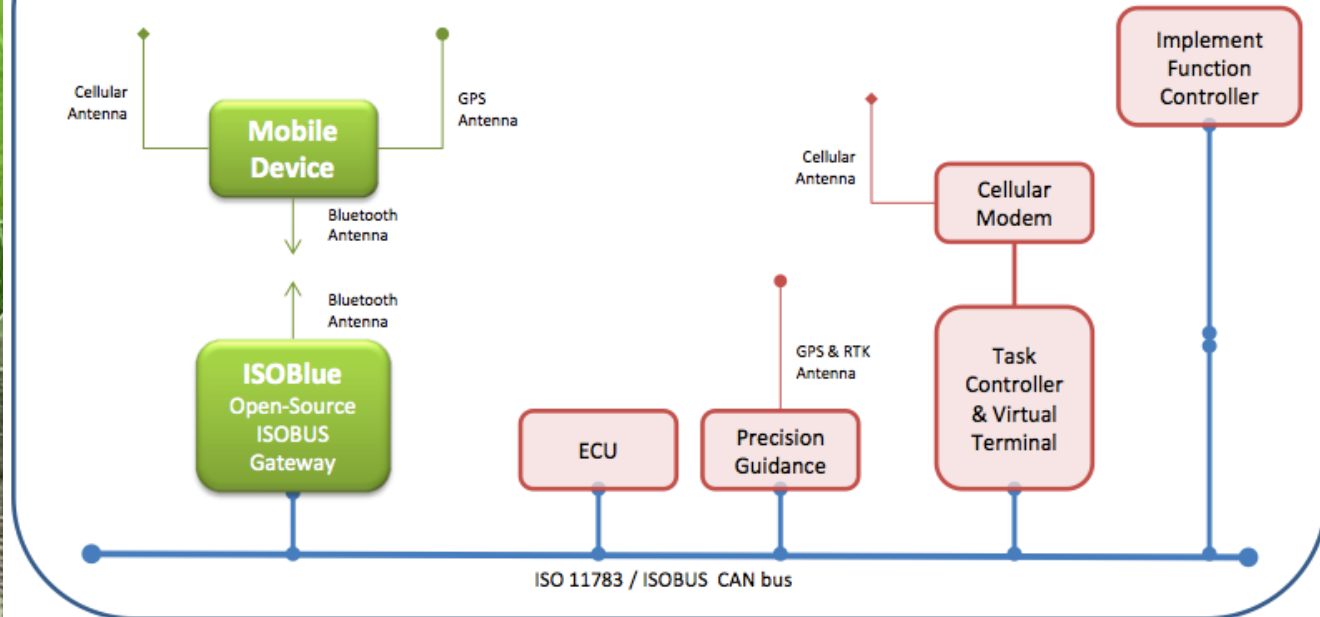 Cellular
Antenna
Mobile
Device
GPS
Antenna
Bluetooth
Antenna
Bluetooth
Antenna
ISOBlue
Open-Source
ISOBUS
Gateway
ECU
GPS & RTK
Antenna
Precision
Guidance
Cellular
Antenna
Cellular
Modem
Task
Controller
& Virtual
Terminal
Implement
Function
Controller
ISO 11783 / ISOBUS CAN bus